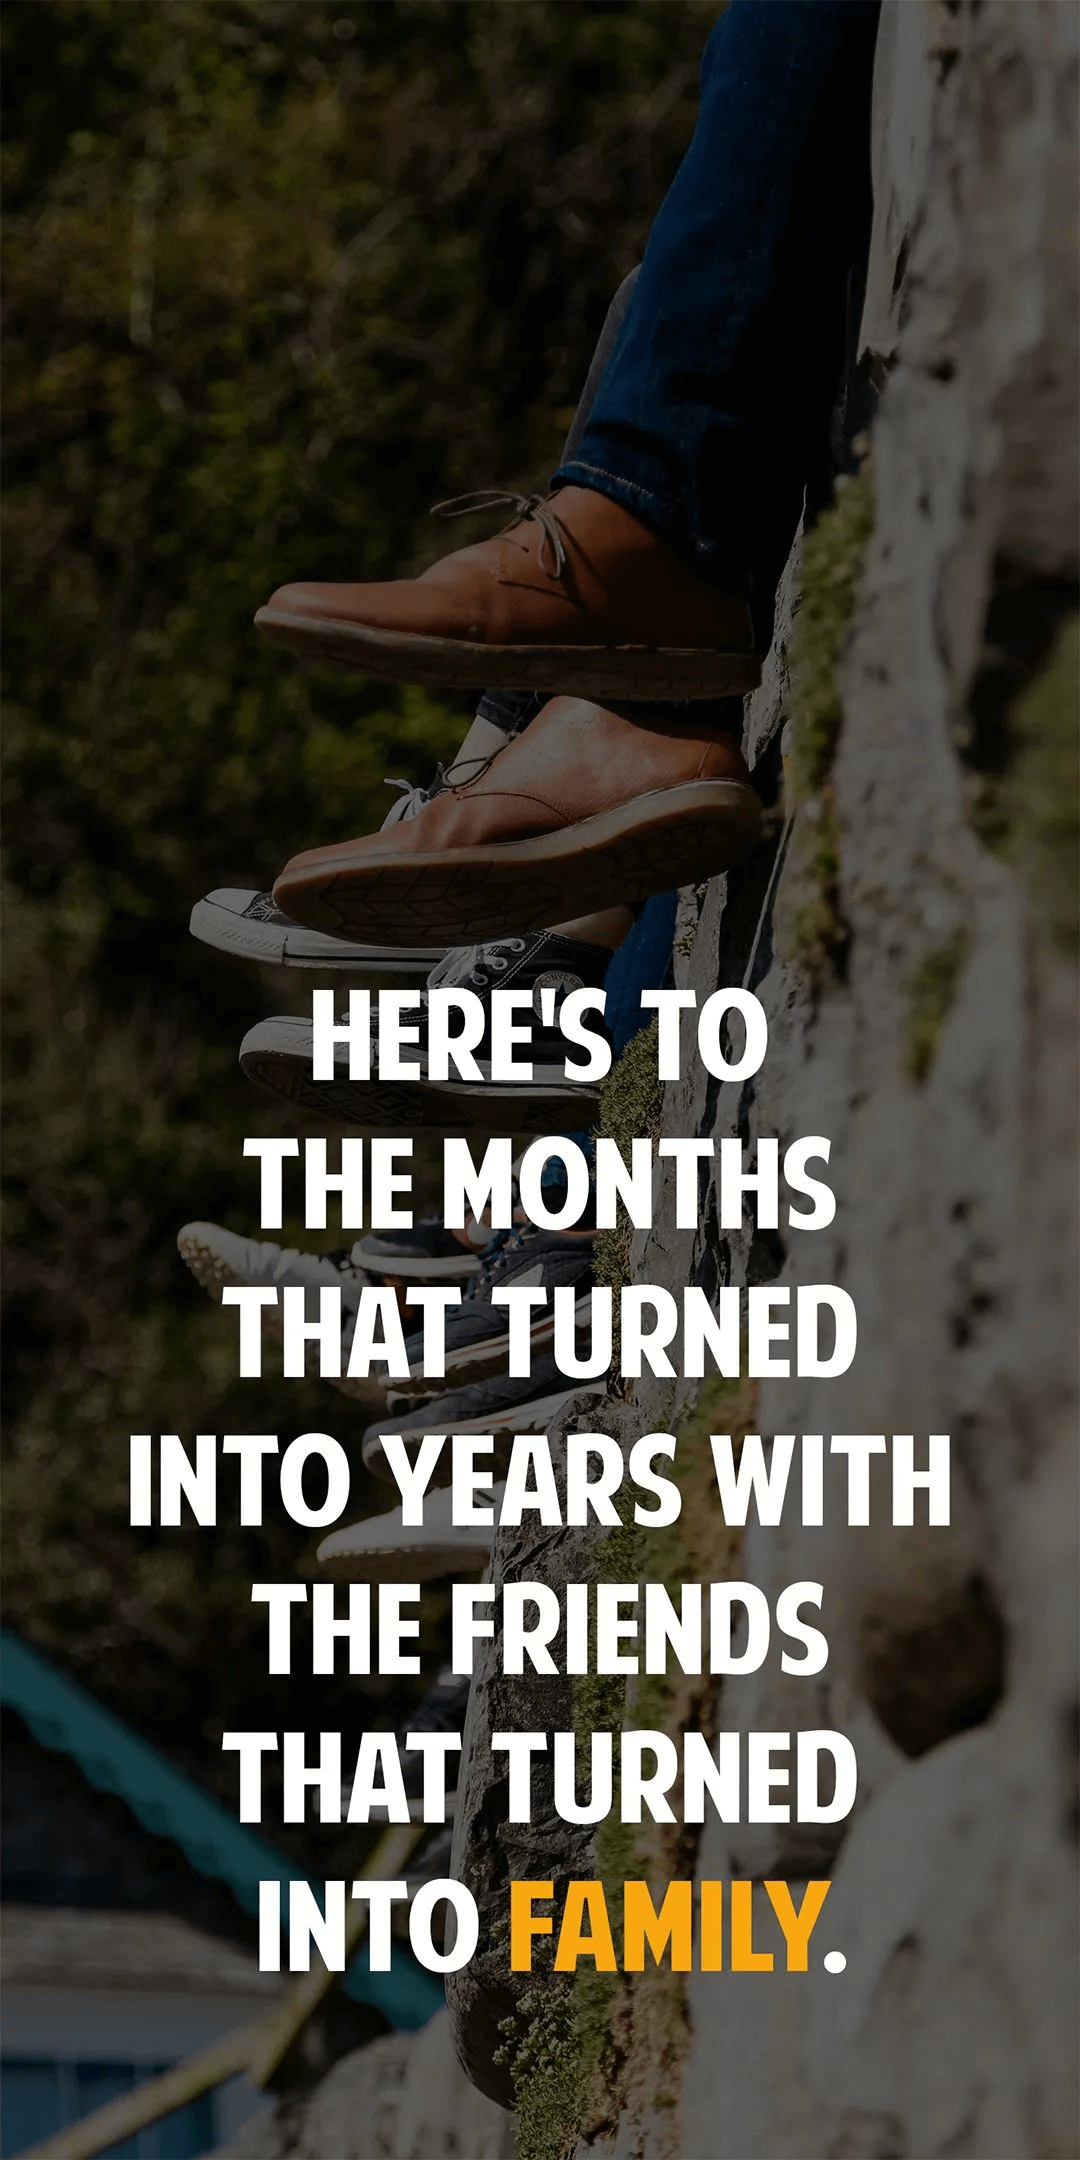 HERE'S TO
THE MONTHS
THAT TURNED
INTO YEARS WITH
THE FRIENDS
THAT TURNED
INTO FAMILY.